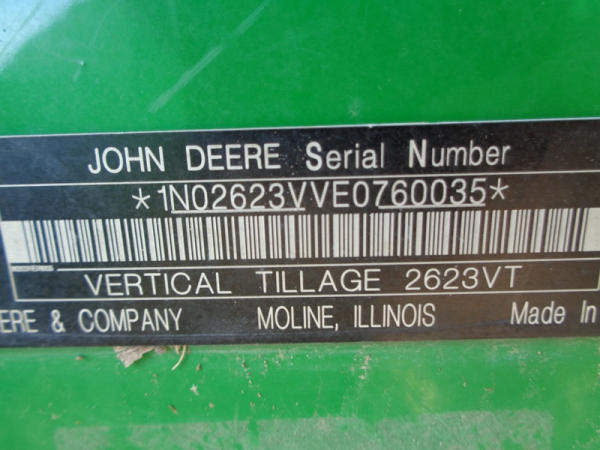 JOHN DEERE Serial Number
*1N02623VVE0760035*
VERTICAL TILLAGE 2623VT
ERE & COMPANY MOLINE, ILLINOIS Made In